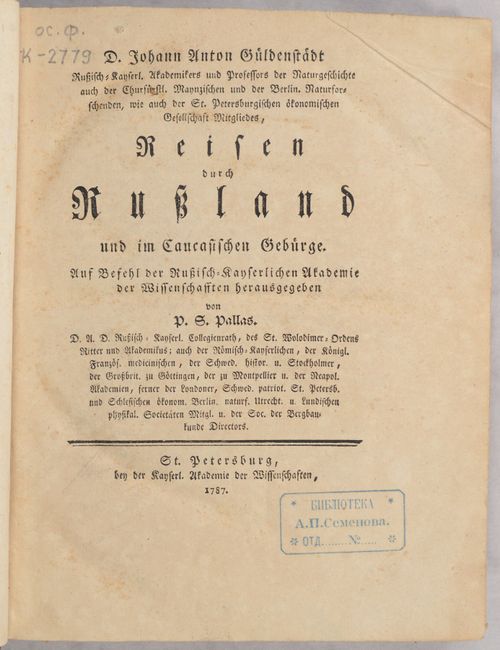 ос. ф.
К-2779
D. Johann Anton Güldenstädt
Rußisch-Kayserl. Akademikers und Professors der Naturgeschichte
auch der Churfürstl. Maynzischen und der Berlin. Naturfor-
schenden, wie auch der St. Petersburgischen ökonomischen
Gesellschaft Mitgliedes,
Reisen
durch
Rußland
und im Caucasischen Gebürge.
Auf Befehl der Rußisch-Kayserlichen Akademie
der Wissenschafften herausgegeben
von
P. S. Pallas.
D. A. D. Rußisch-Kayserl. Collegienrath, des St. Wolodimer-Ordens
Ritter und Akademikus; auch der Römisch-Kayserlichen, der Königl.
Französ. medicinischen, der Schwed. histor. u. Stockholmer,
der Großbrit. zu Göttingen, der zu Montpellier u. der Neapol.
Akademien, ferner der Londoner, Schwed. patriot. St. Petersb.
und Schlesischen ökonom. Berlin. naturf. Utrecht. u. Lundischen
physikal. Societäten Mitgl. u. der Soc. der Bergbau-
kunde Directors.
St. Petersburg,
bey der Kayserl. Akademie der Wissenschaften,
1787.
* БИБЛІОТЕКА *
А.П.Семенова.
* ОТД. ..... №..... *